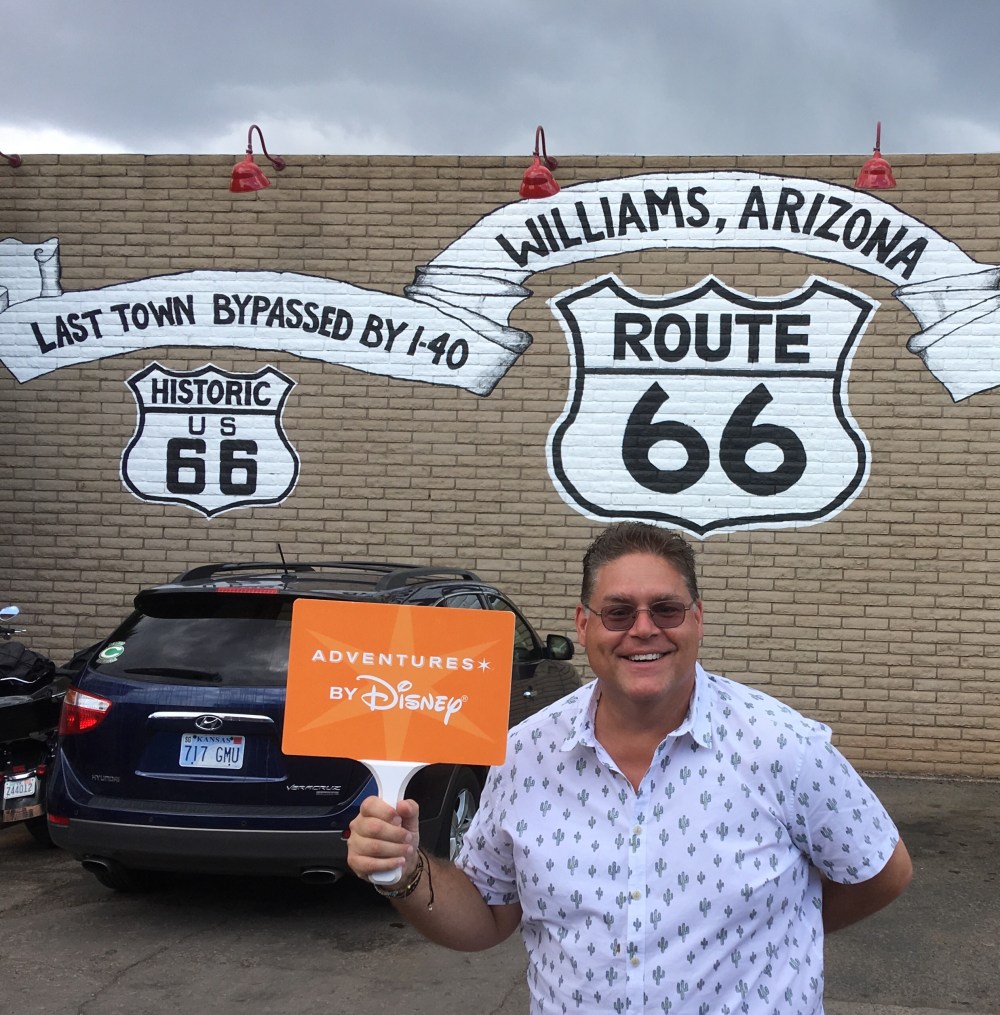 WILLIAMS, ARIZONA
LAST TOWN BYPASSED BY I-40
ROUTE
66
HISTORIC
US
66
ADVENTURES
BY Disney®
KANSAS
717 GMU
HYUNDAI
VERACRUZ